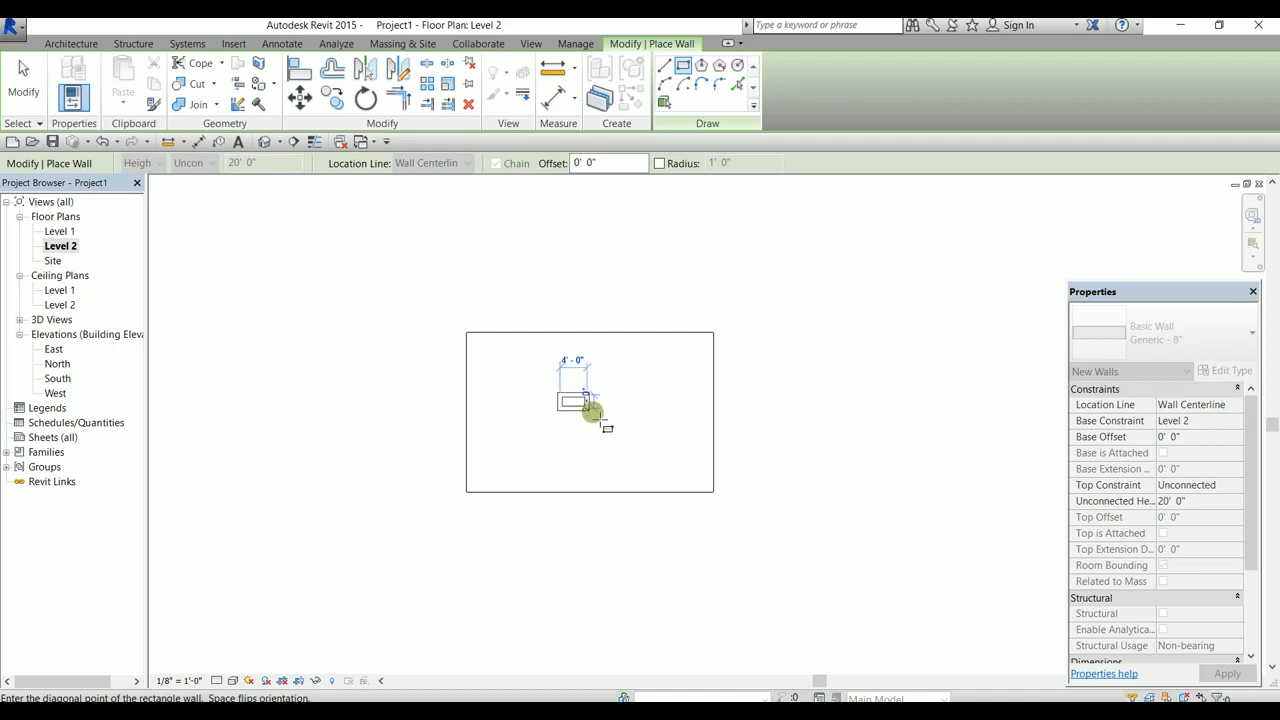 Autodesk Revit 2015 - Project1 - Floor Plan: Level 2
Type a keyword or phrase
Sign In
Architecture Structure Systems Insert Annotate Analyze Massing & Site Collaborate View Manage Modify | Place Wall
Modify
Paste
Cope
Cut
Join
Select Properties Clipboard Geometry Modify View Measure Create Draw
Modify | Place Wall
Heigh
Uncon
20' 0"
Location Line:
Wall Centerlin
Chain
Offset:
0' 0"
Radius:
1' 0"
Project Browser - Project1
Views (all)
Floor Plans
Level 1
Level 2
Site
Ceiling Plans
Level 1
Level 2
3D Views
Elevations (Building Eleva
East
North
South
West
Legends
Schedules/Quantities
Sheets (all)
Families
Groups
Revit Links
4' - 0"
Properties
Basic Wall
Generic - 8"
New Walls
Edit Type
Constraints
Location Line Wall Centerline
Base Constraint Level 2
Base Offset 0' 0"
Base is Attached
Base Extension ... 0' 0"
Top Constraint Unconnected
Unconnected He... 20' 0"
Top Offset 0' 0"
Top is Attached
Top Extension D... 0' 0"
Room Bounding
Related to Mass
Structural
Structural
Enable Analytica...
Structural Usage Non-bearing
Dimensions
Properties help
Apply
1/8" = 1'-0"
Enter the diagonal point of the rectangle wall. Space flips orientation.
:0
Main Model
:0